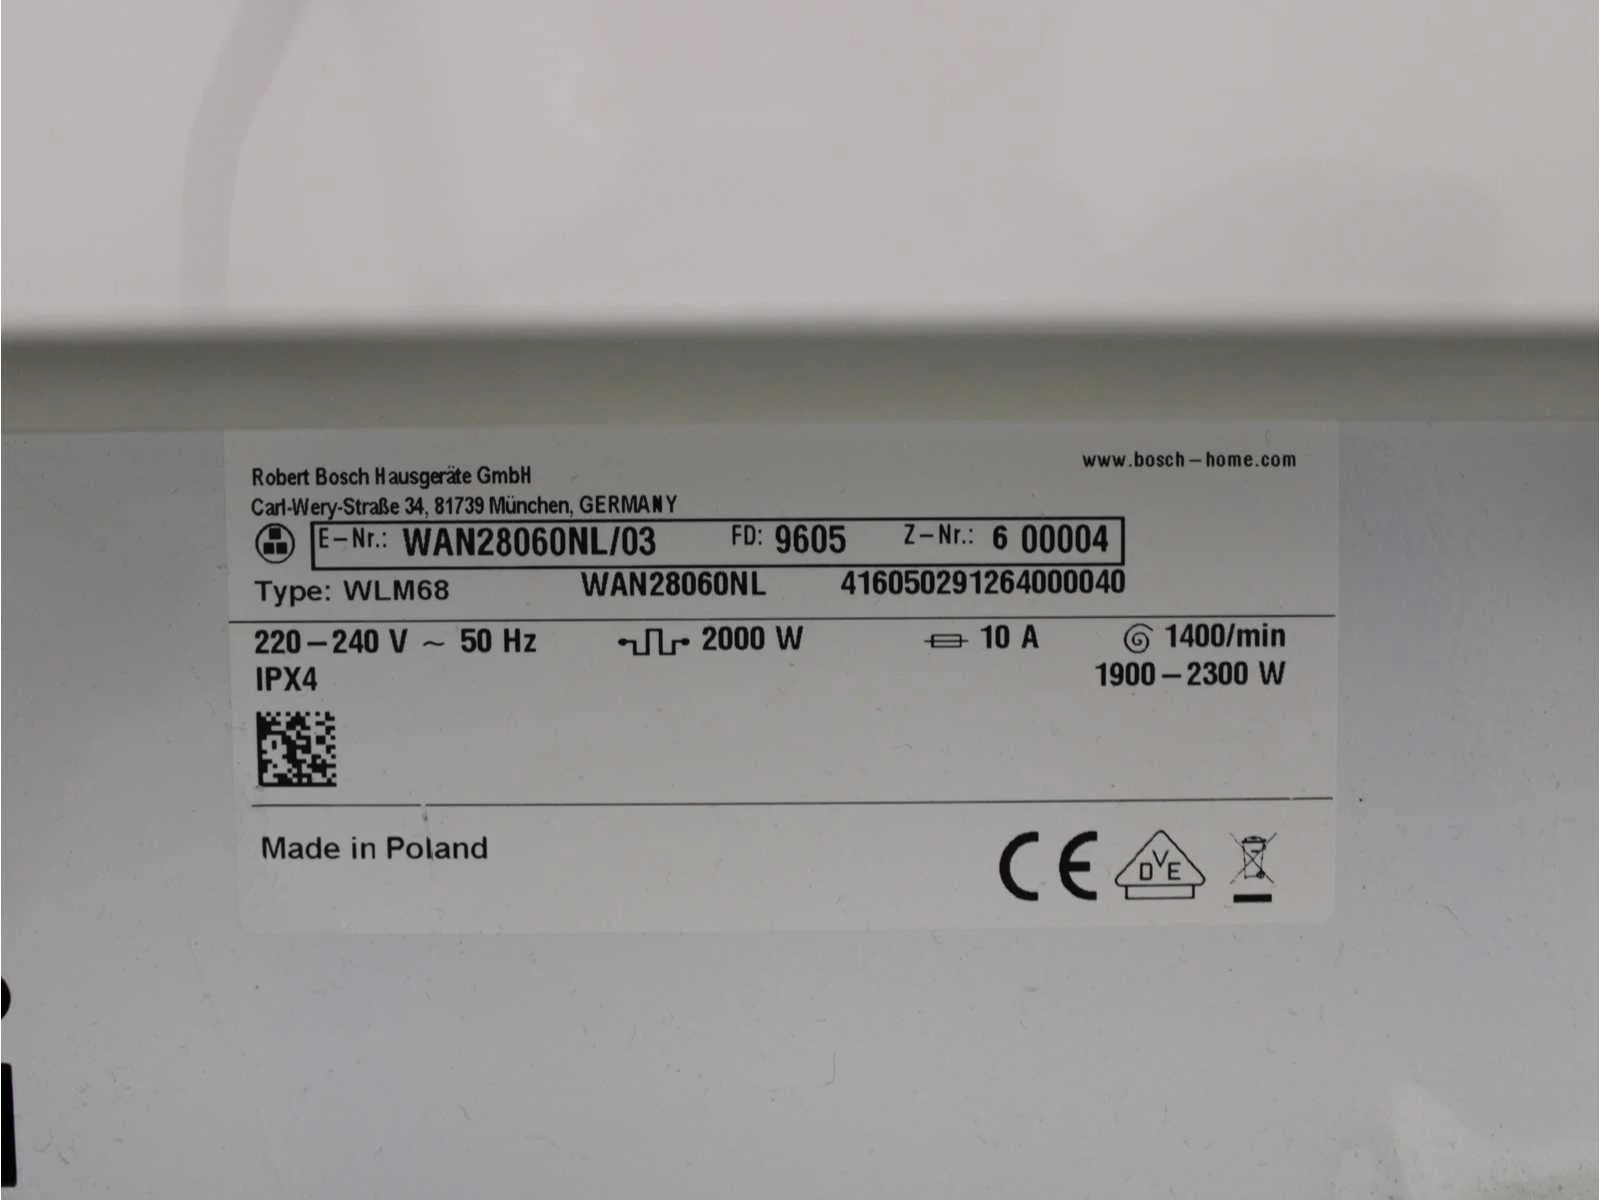 www.bosch-home.com
Robert Bosch Hausgeräte GmbH
Carl-Wery-Straße 34, 81739 München, GERMANY
E-Nr.: WAN28060NL/03 FD: 9605 Z-Nr.: 6 00004
Type: WLM68 WAN28060NL 416050291264000040
220-240 V ~ 50 Hz 2000 W 10 A 1400/min
IPX4 1900-2300 W
Made in Poland
CE DVE